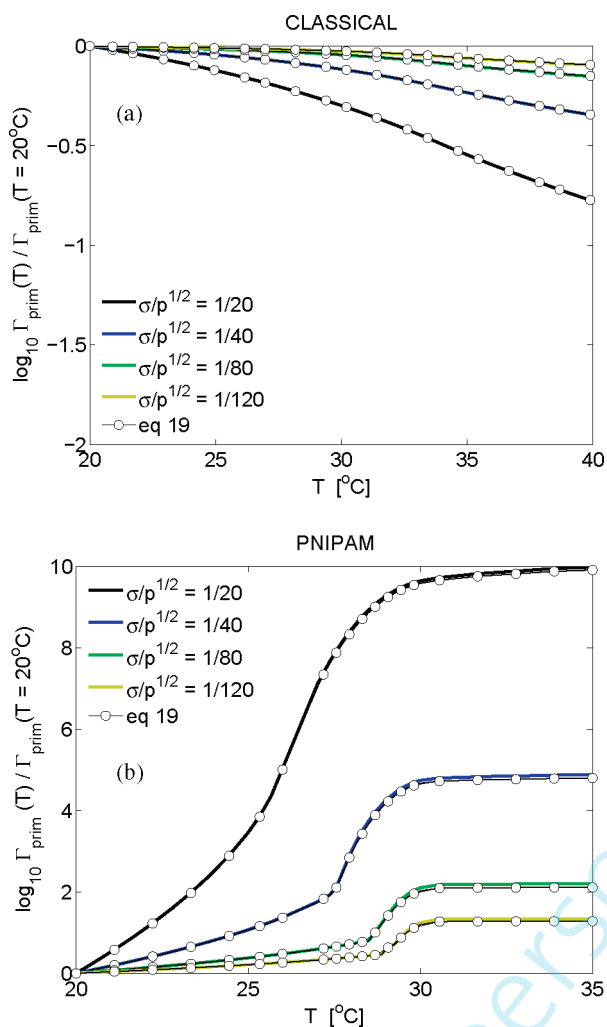 CLASSICAL
0
-0.5
-1
-1.5
-2
log₁₀ Γprim(T) / Γprim(T = 20°C)
(a)
σ/p^1/2 = 1/20
σ/p^1/2 = 1/40
σ/p^1/2 = 1/80
σ/p^1/2 = 1/120
eq 19
20 25 30 35 40
T [°C]
PNIPAM
10
8
6
4
2
0
log₁₀ Γprim (T) / Γprim(T = 20°C)
σ/p^1/2 = 1/20
σ/p^1/2 = 1/40
σ/p^1/2 = 1/80
σ/p^1/2 = 1/120
eq 19
(b)
20 25 30 35
T [°C]